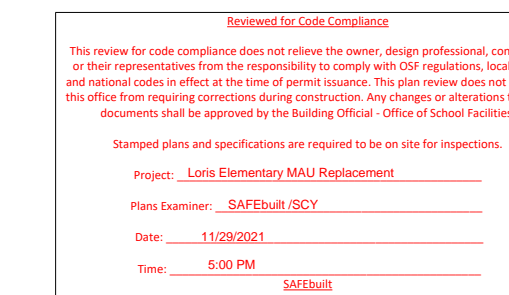 Reviewed for Code Compliance
This review for code compliance does not relieve the owner, design professional,
or their representatives from the responsibility to comply with OSF regulations,
and national codes in effect at the time of permit issuance. This plan review does not
this office from requiring corrections during construction. Any changes or alterations
documents shall be approved by the Building Official - Office of School Facilities
Stamped plans and specifications are required to be on site for inspections.
Project: Loris Elementary MAU Replacement
Plans Examiner: SAFEbuilt /SCY
Date: 11/29/2021
Time: 5:00 PM
SAFEbuilt